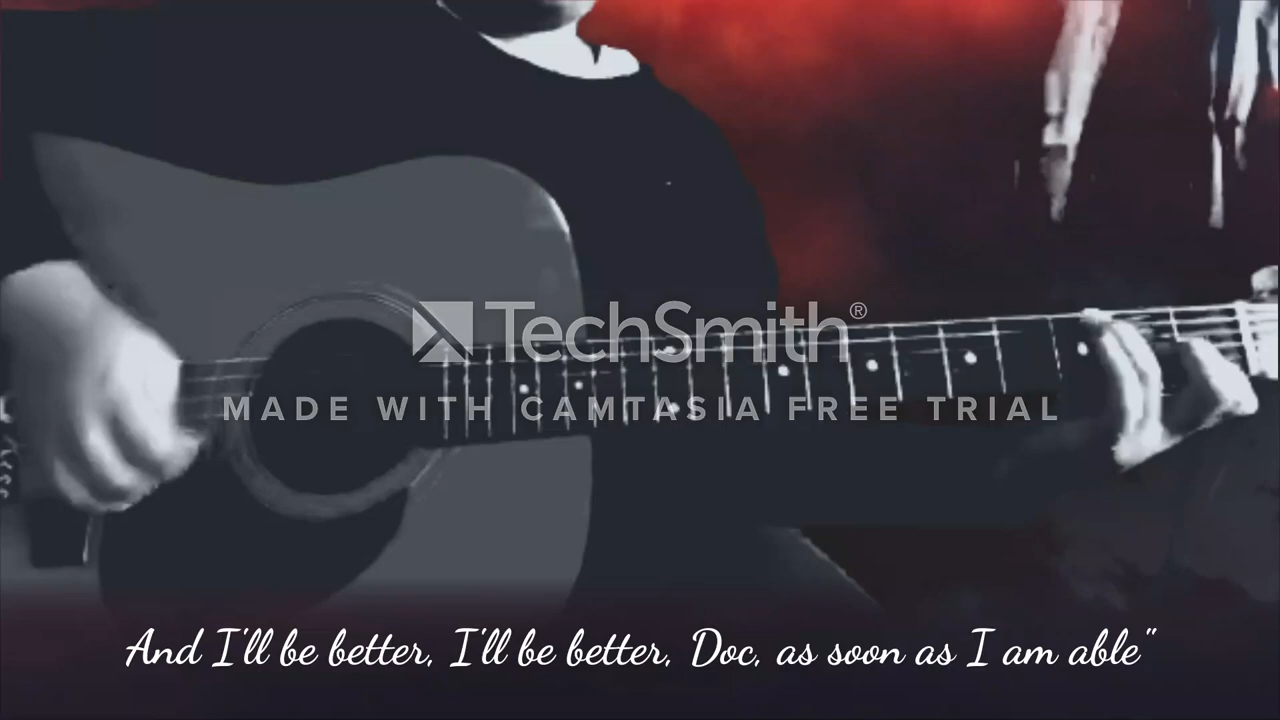 TechSmith®
MADE WITH CAMTASIA FREE TRIAL
And I'll be better, I'll be better, Doc, as soon as I am able"